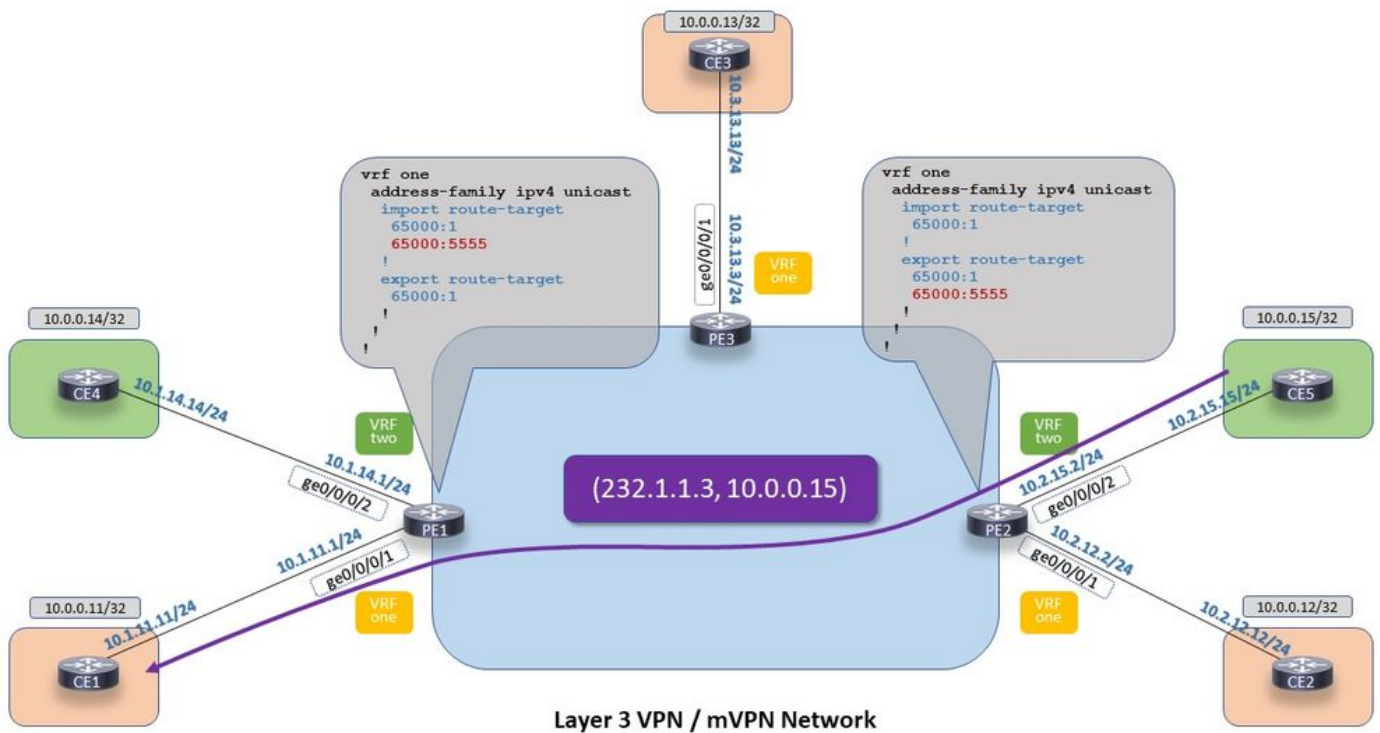 10.0.0.13/32
CE3
10.3.13.13/24
vrf one
address-family ipv4 unicast
import route-target
65000:1
65000:5555
!
export route-target
65000:1
!
!
!
ge0/0/0/1
10.3.13.3/24
VRF
one
PE3
vrf one
address-family ipv4 unicast
import route-target
65000:1
!
export route-target
65000:1
65000:5555
!
!
!
10.0.0.14/32
CE4
10.1.14.14/24
VRF
two
10.1.14.1/24
ge0/0/0/2
PE1
(232.1.1.3, 10.0.0.15)
10.0.0.15/32
CE5
10.2.15.15/24
VRF
two
10.2.15.2/24
ge0/0/0/2
PE2
10.1.11.1/24
ge0/0/0/1
VRF
one
10.0.0.11/32
10.1.11.11/24
CE1
10.2.12.2/24
ge0/0/0/1
VRF
one
10.0.0.12/32
10.2.12.12/24
CE2
Layer 3 VPN / mVPN Network